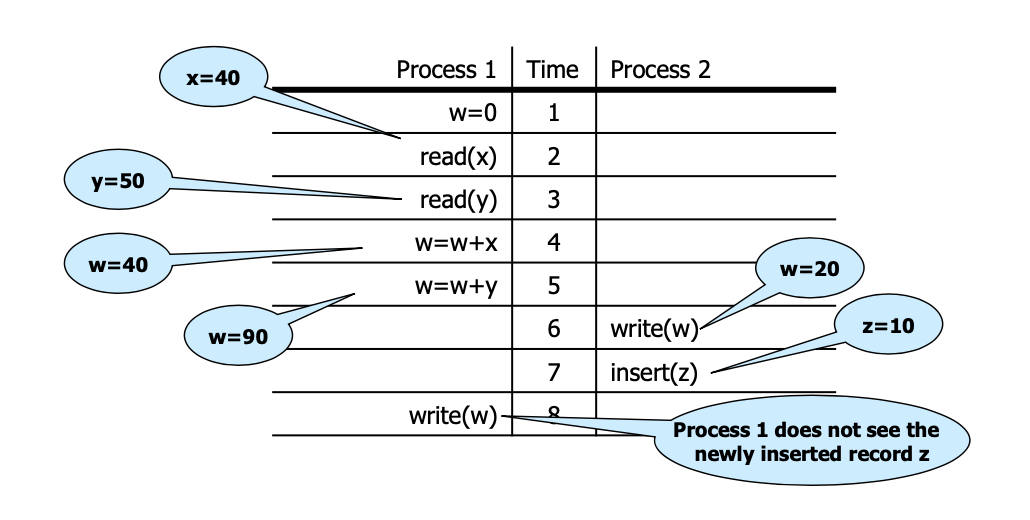 Process 1 Time Process 2
x=40
w=0 1
read(x) 2
y=50
read(y) 3
w=w+x 4
w=40
w=20
w=w+y 5
w=90
6 write(w)
z=10
7 insert(z)
write(w) 8
Process 1 does not see the
newly inserted record z